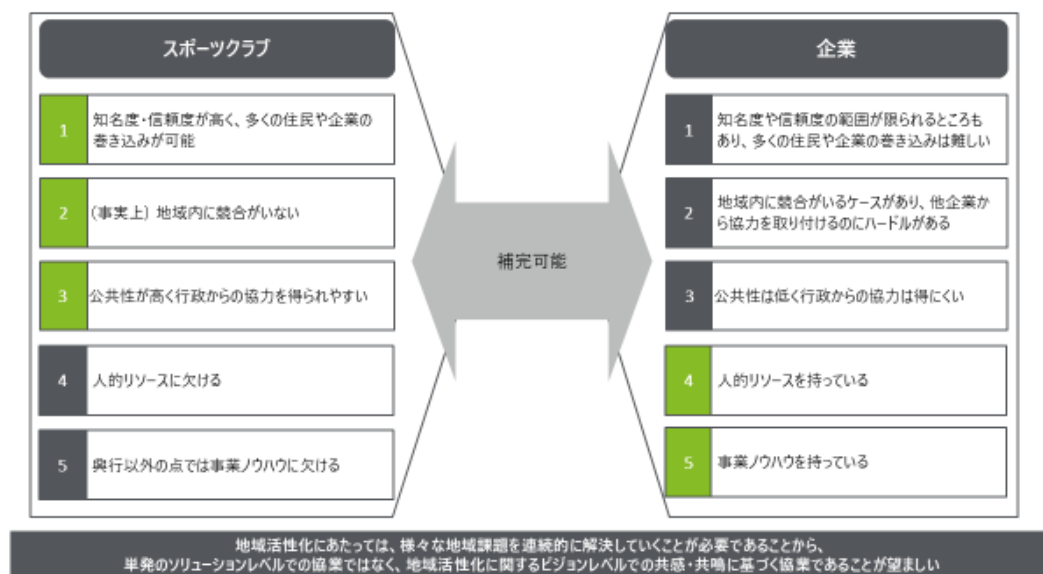 スポーツクラブ
1
知名度・信頼度が高く、多くの住民や企業の
巻き込みが可能
2
（事実上）地域内に競合がいない
3
公共性が高く行政からの協力を得られやすい
4
人的リソースに欠ける
5
興行以外の点では事業ノウハウに欠ける
補完可能
企業
1
知名度や信頼度の範囲が限られるところも
あり、多くの住民や企業の巻き込みは難しい
2
地域内に競合がいるケースがあり、他企業か
ら協力を取り付けるのにハードルがある
3
公共性は低く行政からの協力は得にくい
4
人的リソースを持っている
5
事業ノウハウを持っている
地域活性化にあたっては、様々な地域課題を連続的に解決していくことが必要であることから、
単発のソリューションレベルでの協業ではなく、地域活性化に関するビジョンレベルでの共感・共鳴に基づく協業であることが望ましい